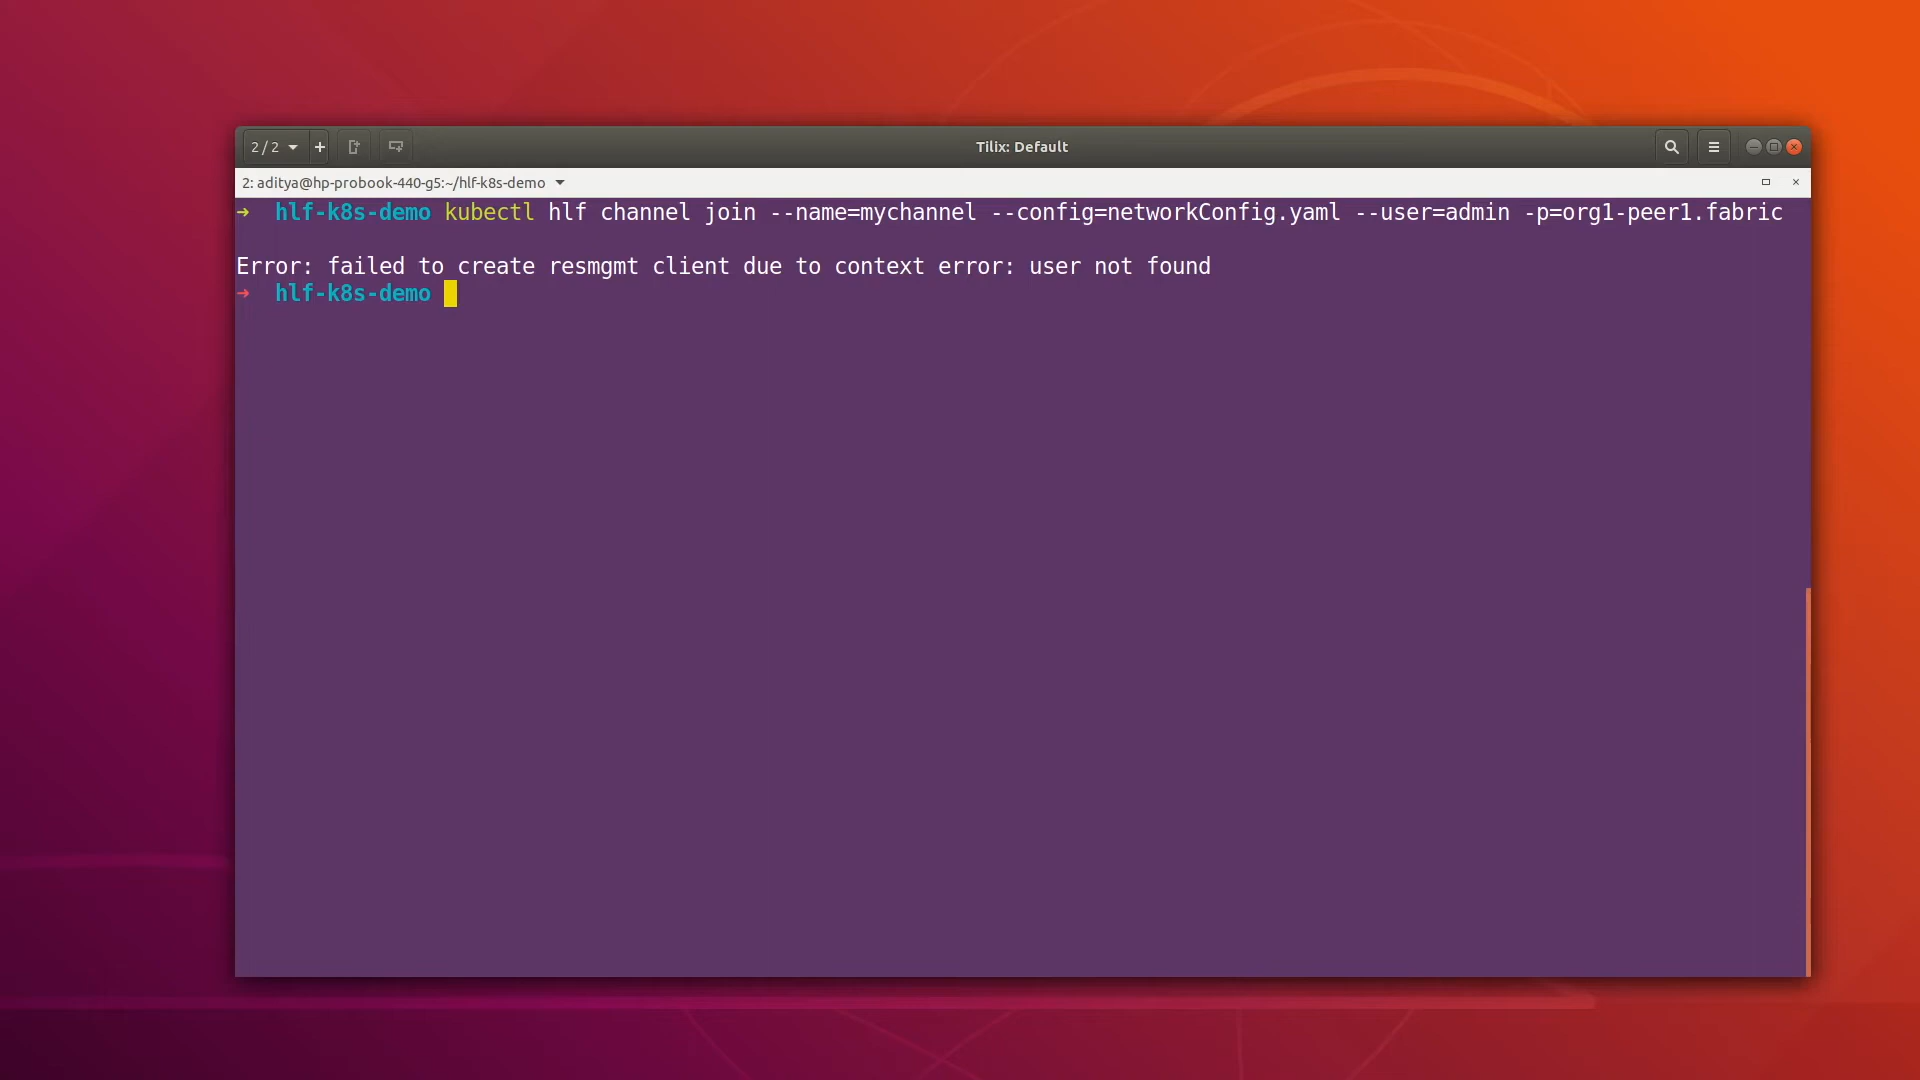 2 / 2
Tilix: Default
2: aditya@hp-probook-440-g5:~/hlf-k8s-demo
➜ hlf-k8s-demo kubectl hlf channel join --name=mychannel --config=networkConfig.yaml --user=admin -p=org1-peer1.fabric
Error: failed to create resmgmt client due to context error: user not found
➜ hlf-k8s-demo